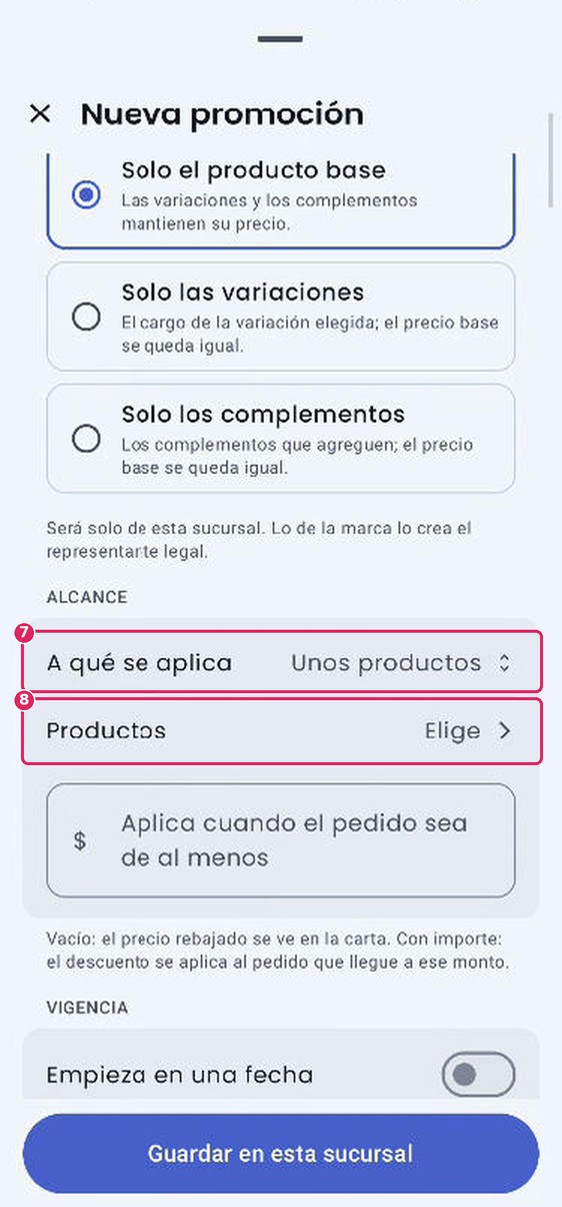 Nueva promoción
Solo el producto base
Las variaciones y los complementos
mantienen su precio.
Solo las variaciones
El cargo de la variación elegida; el precio base
se queda igual.
Solo los complementos
Los complementos que agreguen; el precio
base se queda igual.
Será solo de esta sucursal. Lo de la marca lo crea el
representante legal.
ALCANCE
7
A qué se aplica Unos productos
8
Productos Elige
$ Aplica cuando el pedido sea
de al menos
Vacío: el precio rebajado se ve en la carta. Con importe:
el descuento se aplica al pedido que llegue a ese monto.
VIGENCIA
Empieza en una fecha
Guardar en esta sucursal